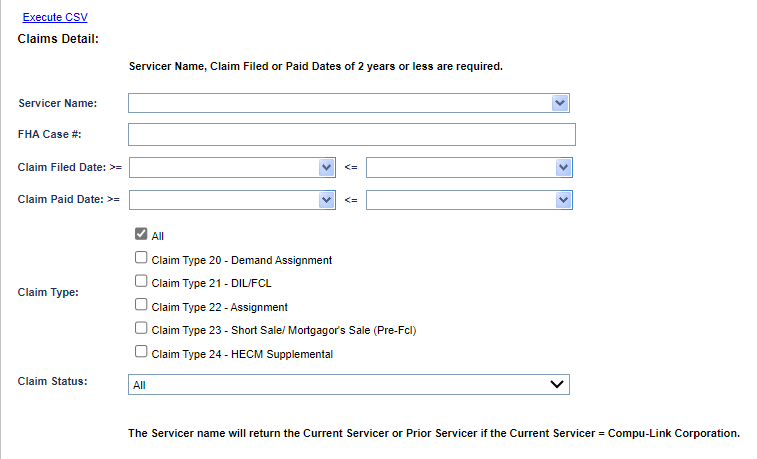 Execute CSV
Claims Detail:
Servicer Name, Claim Filed or Paid Dates of 2 years or less are required.
Servicer Name:
FHA Case #:
Claim Filed Date: >= <=
Claim Paid Date: >= <=
Claim Type:
All
Claim Type 20 - Demand Assignment
Claim Type 21 - DIL/FCL
Claim Type 22 - Assignment
Claim Type 23 - Short Sale/ Mortgagor's Sale (Pre-Fcl)
Claim Type 24 - HECM Supplemental
Claim Status: All
The Servicer name will return the Current Servicer or Prior Servicer if the Current Servicer = Compu-Link Corporation.